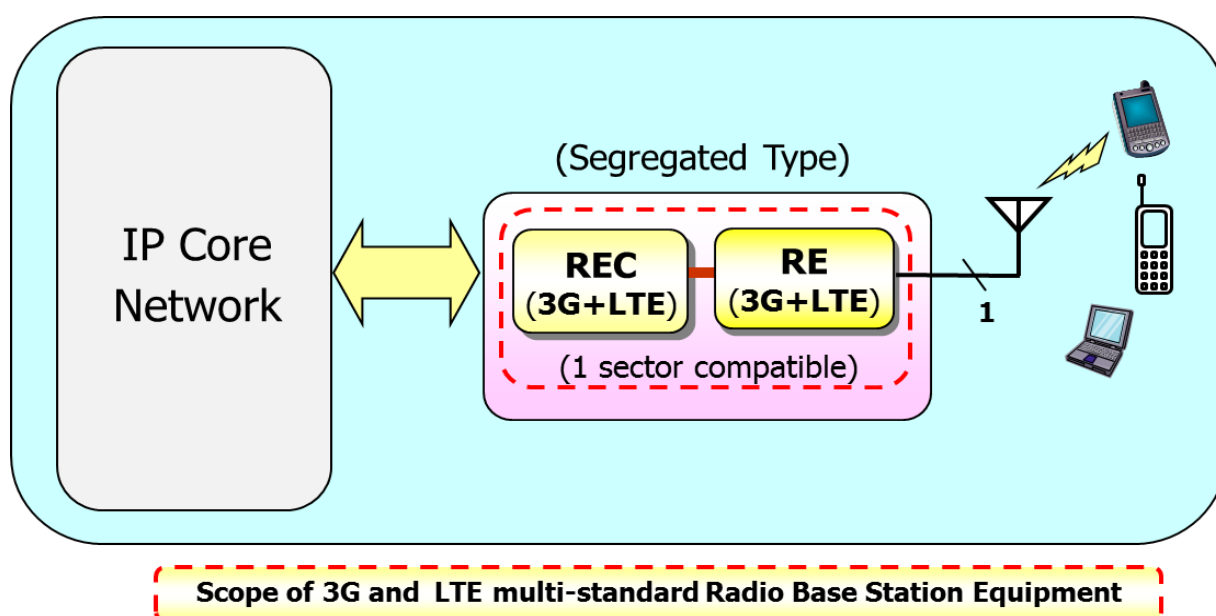 (Segregated Type)
IP Core
Network
REC
(3G+LTE)
RE
(3G+LTE)
1
(1 sector compatible)
Scope of 3G and LTE multi-standard Radio Base Station Equipment